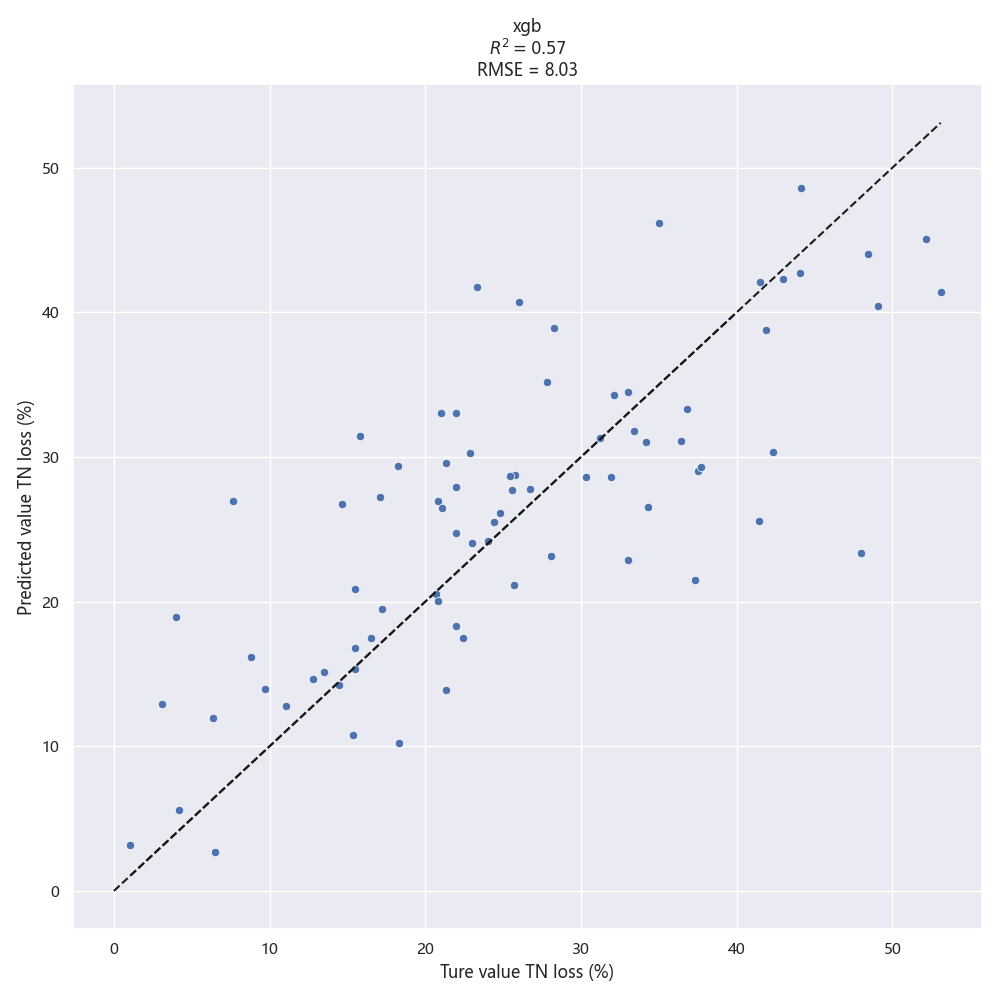 xgb
R² = 0.57
RMSE = 8.03
Predicted value TN loss (%)
50
40
30
20
10
0
0 10 20 30 40 50
Ture value TN loss (%)